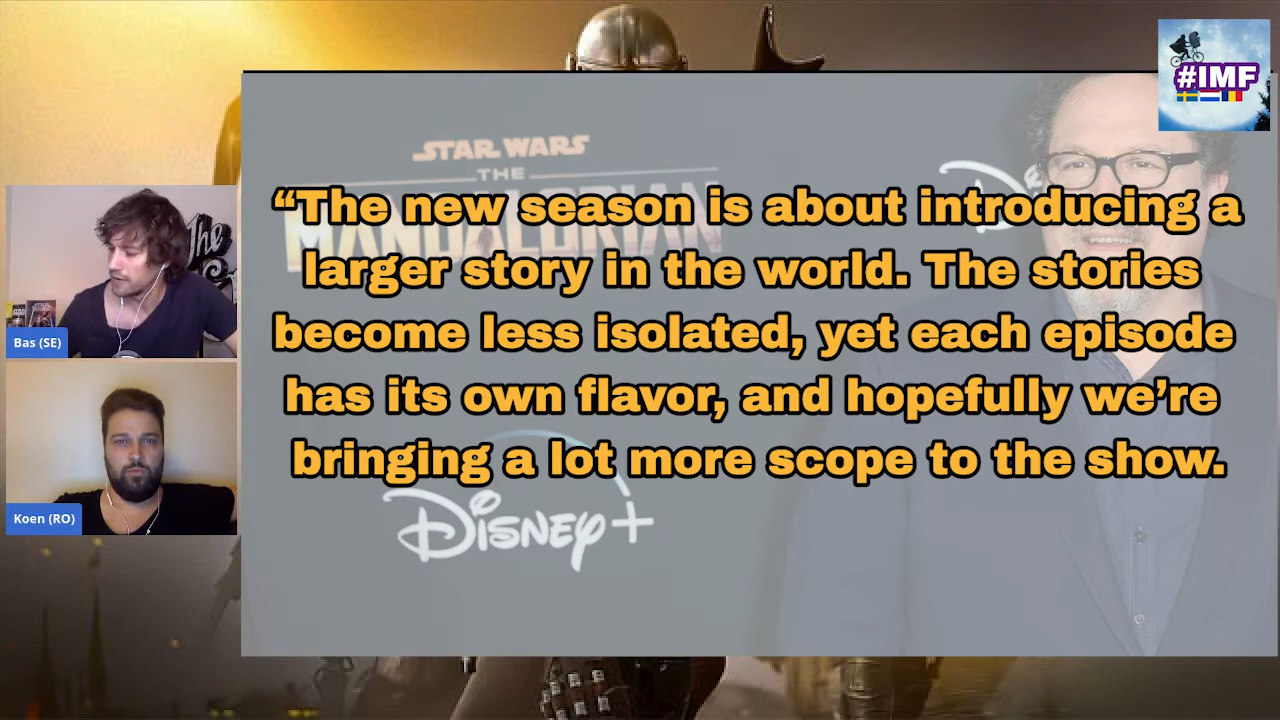 #IMF
STAR WARS
THE
MANDALORIAN
“The new season is about introducing a
larger story in the world. The stories
become less isolated, yet each episode
has its own flavor, and hopefully we’re
bringing a lot more scope to the show.
Disney+
The
Bas (SE)
Koen (RO)